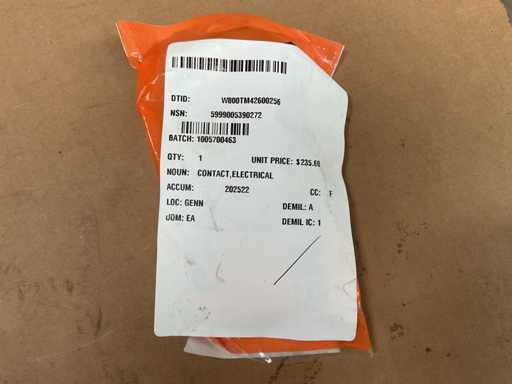 DTID: W800TM42600256
NSN: 5999005390272
BATCH: 1005700463
QTY: 1 UNIT PRICE: $235.69
NOUN: CONTACT,ELECTRICAL
ACCUM: 202522 CC: F
LOC: GENN DEMIL: A
UOM: EA DEMIL IC: 1